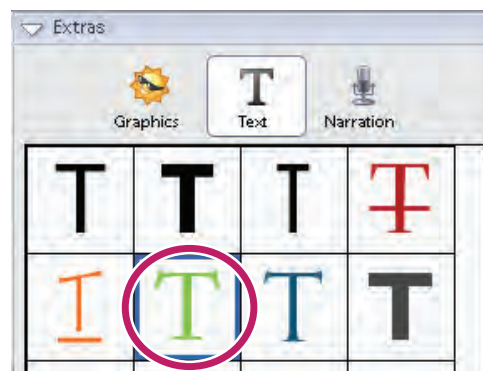 Extras
T
Graphics Text Narration
T T T T
T T T T